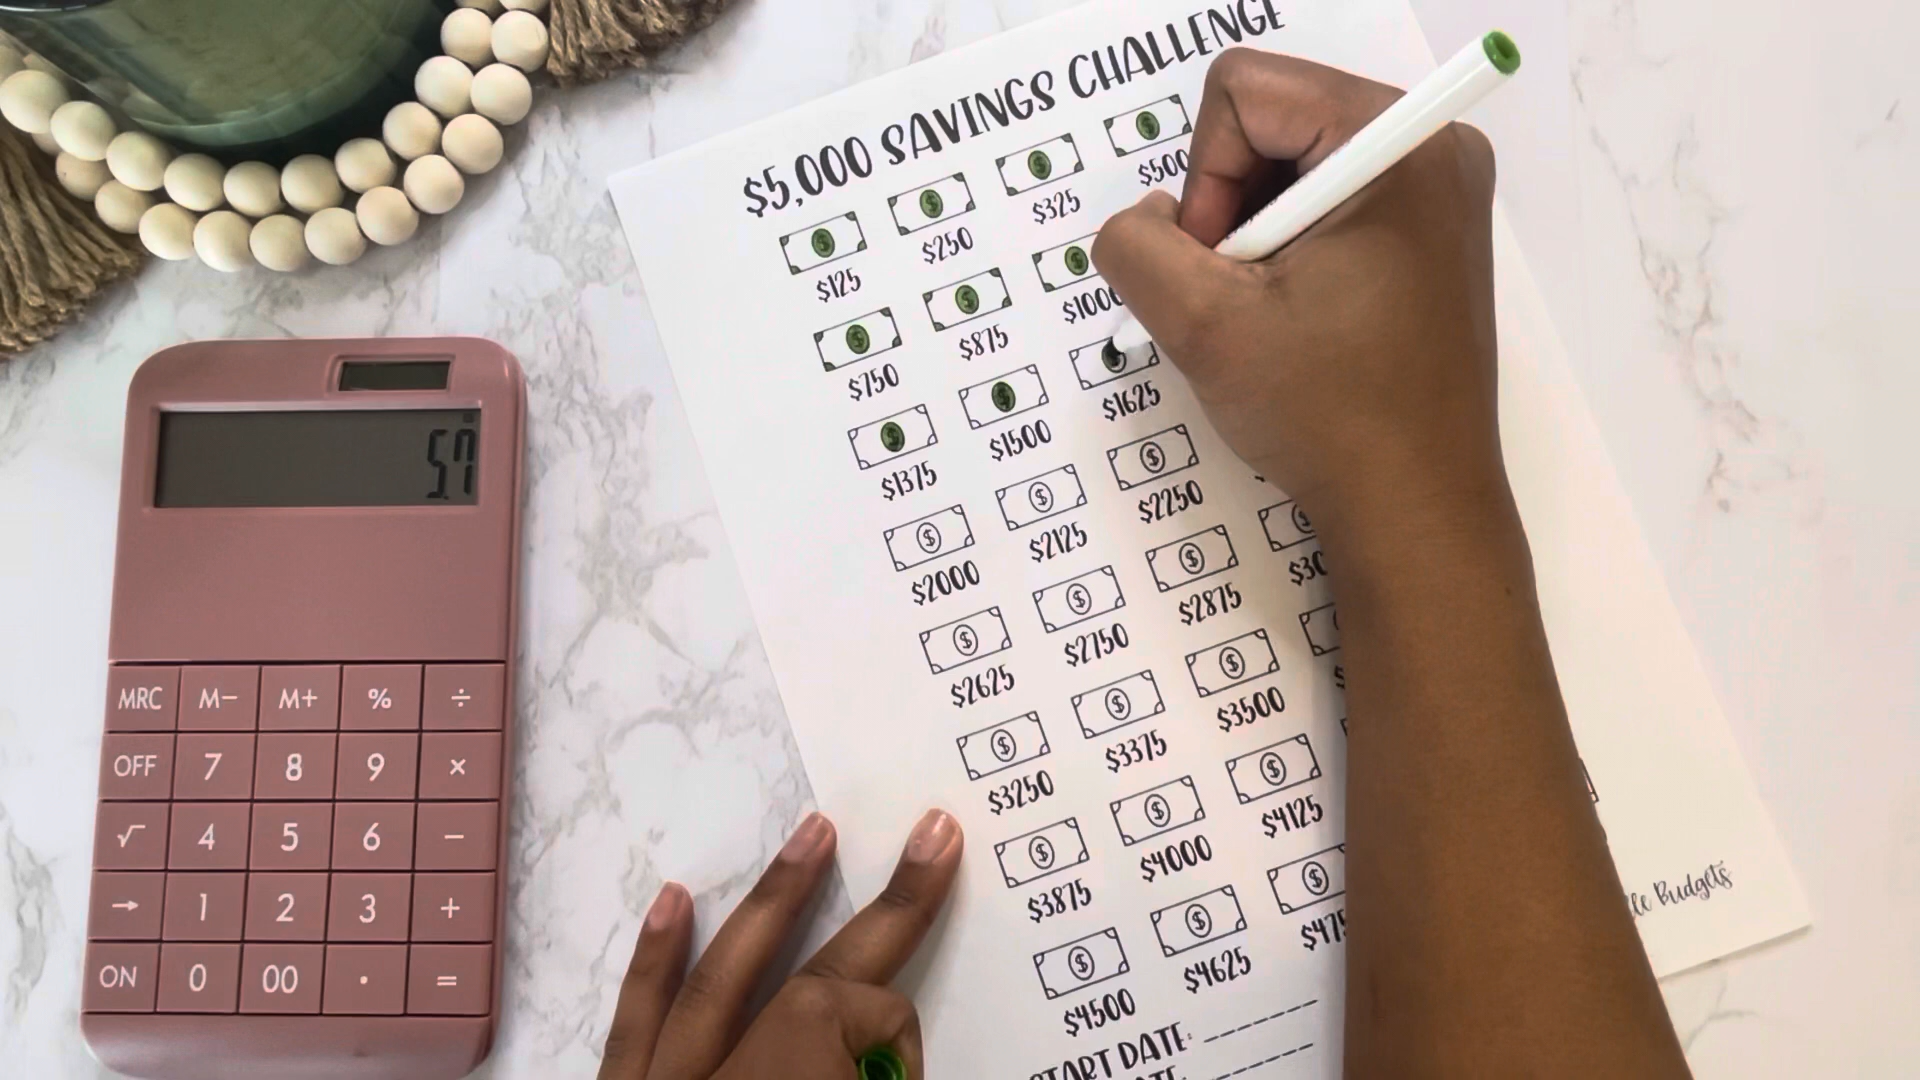 $5,000 SAVINGS CHALLENGE
$125 $250 $325 $500
$750 $875 $1000
$1375 $1500 $1625
$2000 $2125 $2250
$2625 $2750 $2875
$3250 $3375 $3500
$3875 $4000 $4125
$4500 $4625
START DATE:
Budgets
MRC M− M+ % ÷
OFF 7 8 9 ×
√ 4 5 6 −
→ 1 2 3 +
ON 0 00 · =